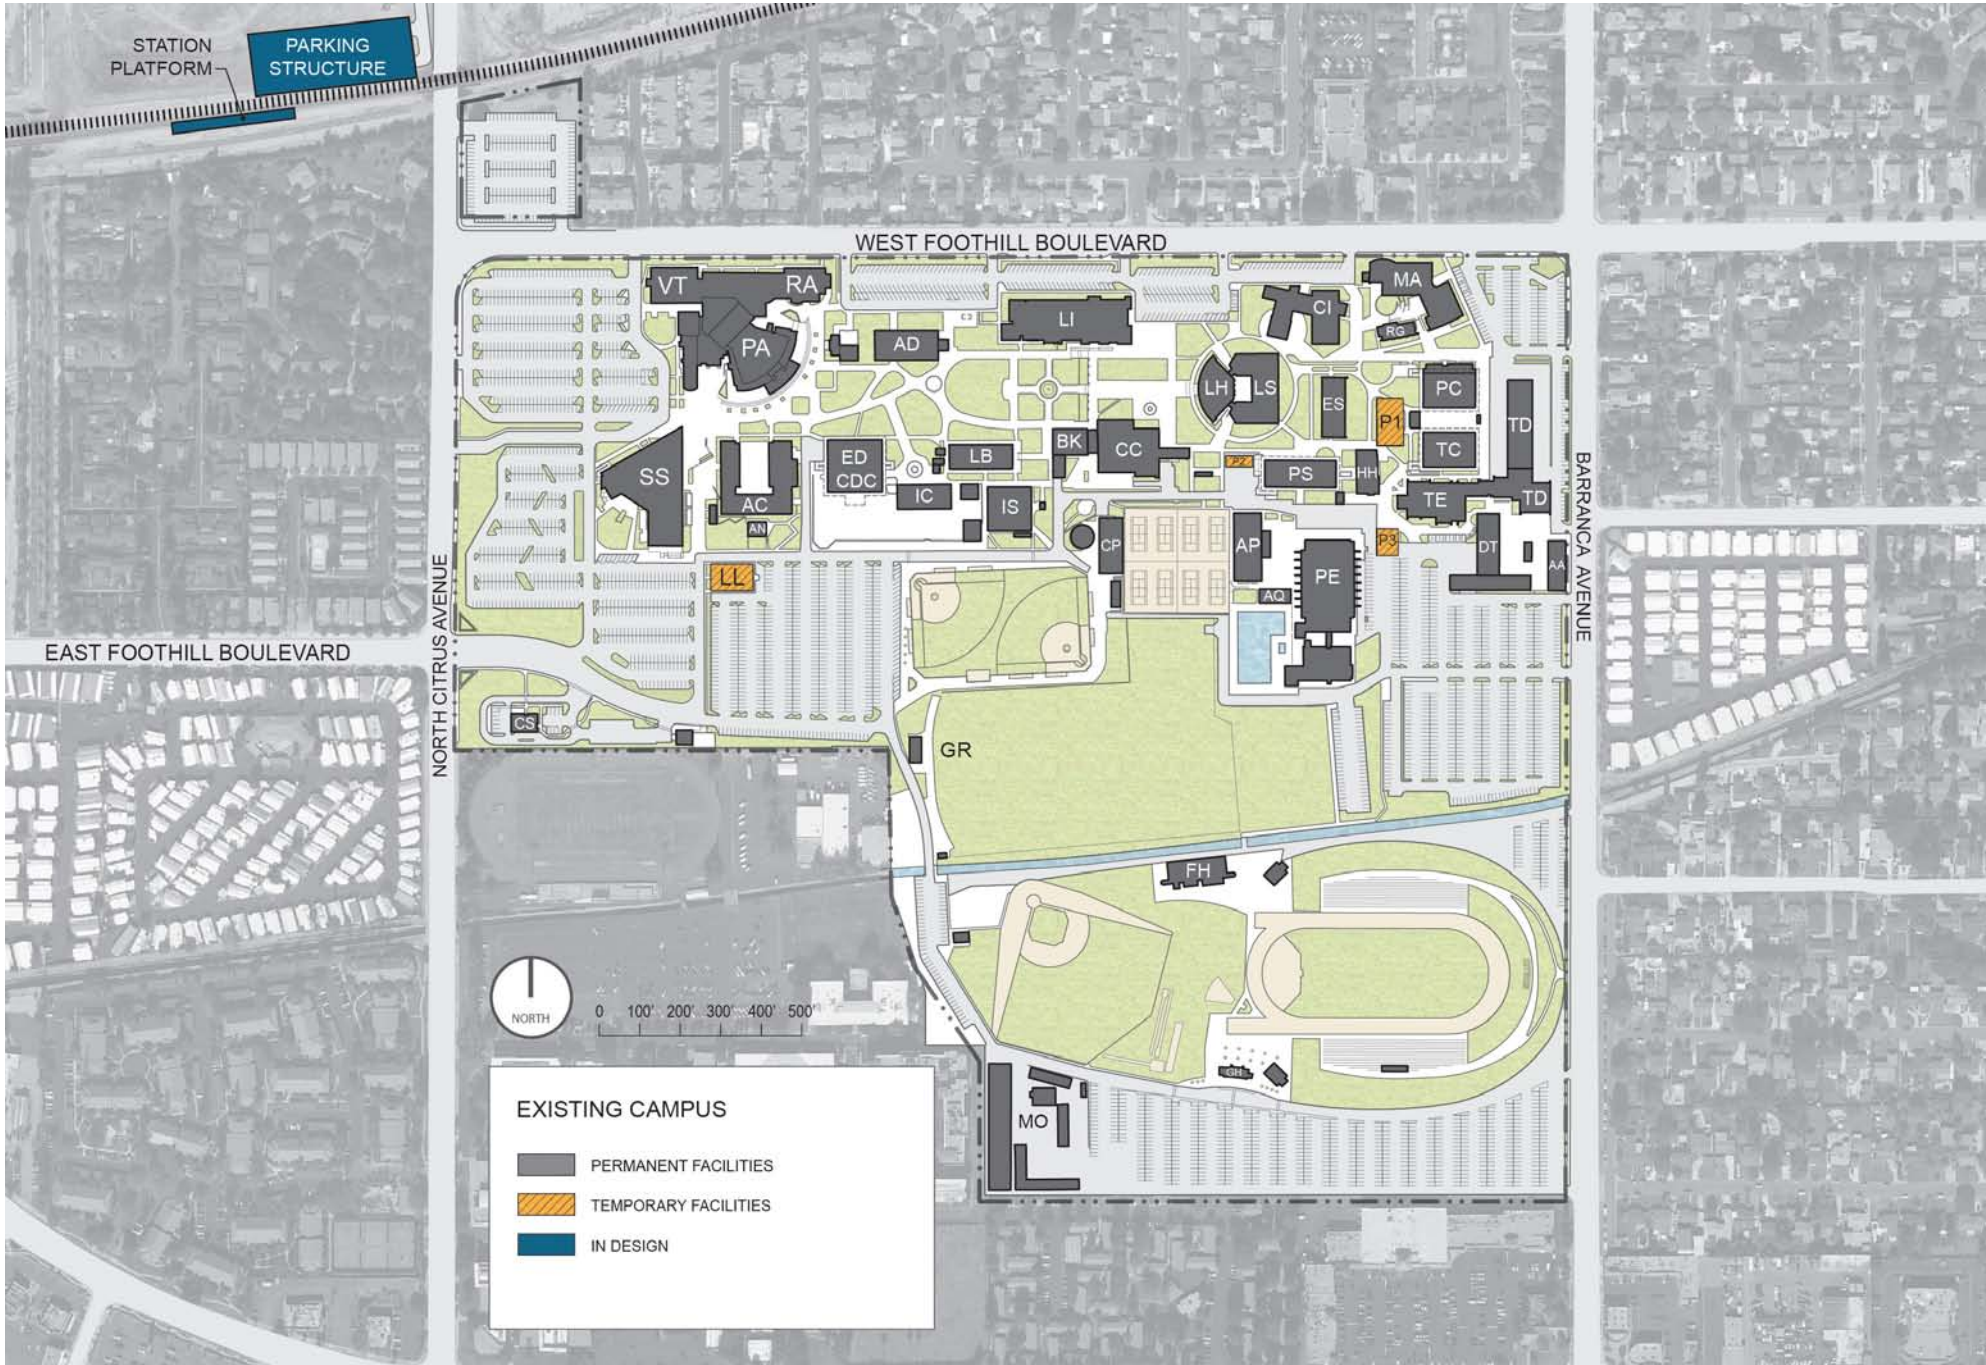 STATION
PLATFORM
PARKING
STRUCTURE
WEST FOOTHILL BOULEVARD
VT
RA
MA
CI
LI
RG
PA
AD
LH
LS
ES
PC
P1
TD
BK
CC
TC
ED
CDC
LB
P2
PS
HH
SS
AC
IC
IS
TE
TD
AN
CP
AP
P3
DT
AA
LL
PE
AQ
BARRANCA AVENUE
NORTH CITRUS AVENUE
EAST FOOTHILL BOULEVARD
CS
GR
FH
NORTH
0 100' 200' 300' 400' 500'
GH
MO
EXISTING CAMPUS
PERMANENT FACILITIES
TEMPORARY FACILITIES
IN DESIGN